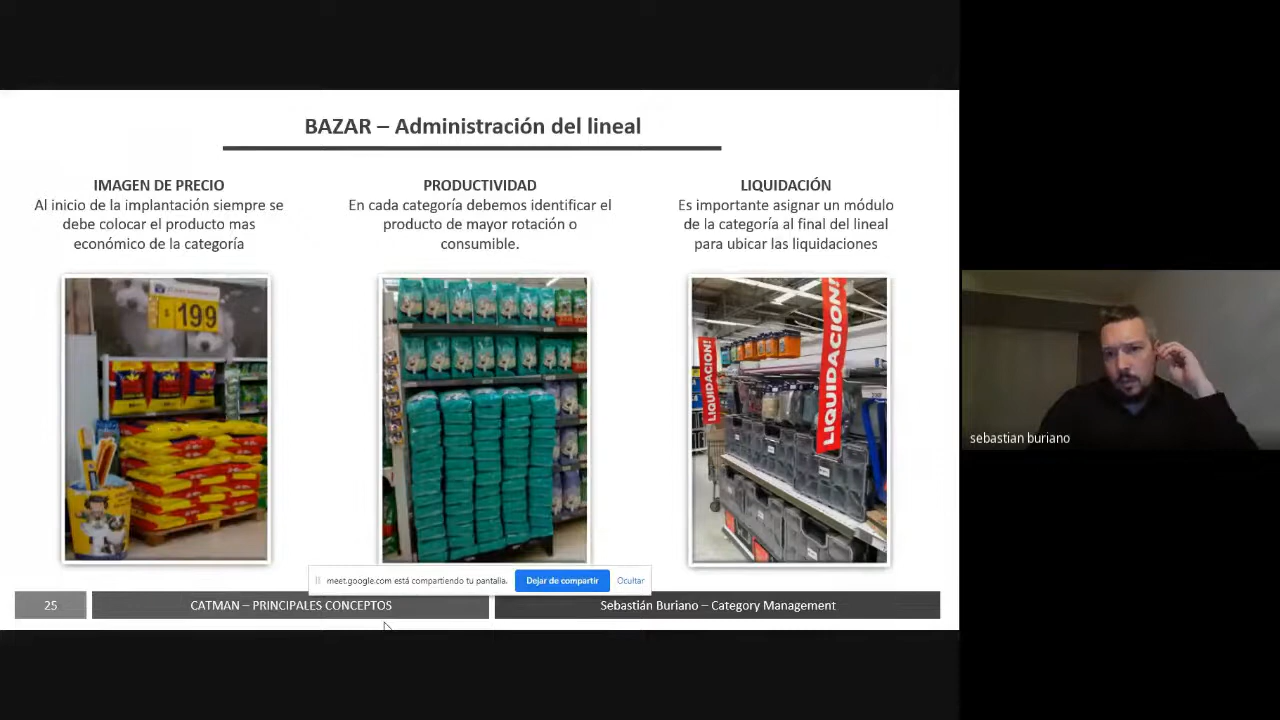 BAZAR – Administración del lineal
IMAGEN DE PRECIO
Al inicio de la implantación siempre se
debe colocar el producto mas
económico de la categoría
PRODUCTIVIDAD
En cada categoría debemos identificar el
producto de mayor rotación o
consumible.
LIQUIDACIÓN
Es importante asignar un módulo
de la categoría al final del lineal
para ubicar las liquidaciones
$ 199
LIQUIDACION!
LIQUIDACION!
meet.google.com está compartiendo tu pantalla.
Dejar de compartir
Ocultar
25
CATMAN – PRINCIPALES CONCEPTOS
Sebastián Buriano – Category Management
sebastian buriano